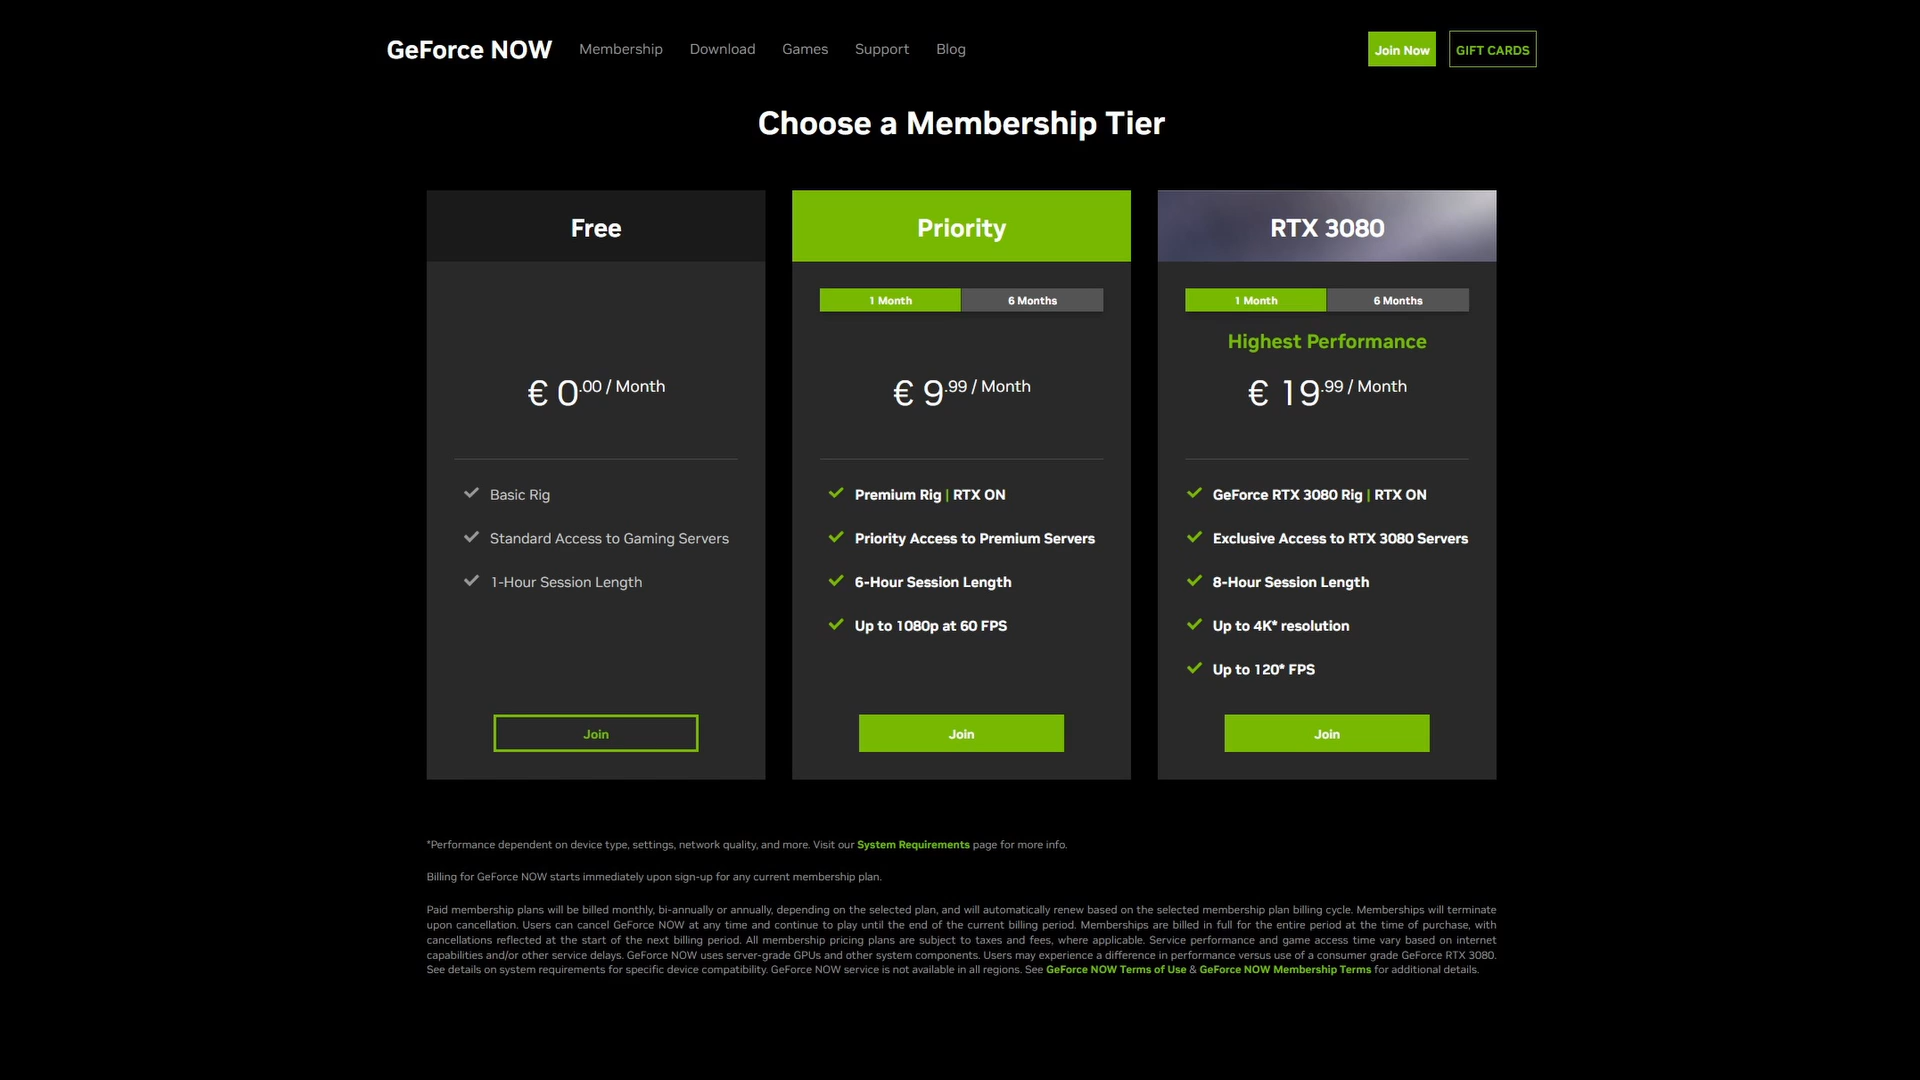 GeForce NOW Membership Download Games Support Blog Join Now GIFT CARDS
Choose a Membership Tier
Free
€ 0.00 / Month
Basic Rig
Standard Access to Gaming Servers
1-Hour Session Length
Join
Priority
1 Month 6 Months
€ 9.99 / Month
Premium Rig | RTX ON
Priority Access to Premium Servers
6-Hour Session Length
Up to 1080p at 60 FPS
Join
RTX 3080
1 Month 6 Months
Highest Performance
€ 19.99 / Month
GeForce RTX 3080 Rig | RTX ON
Exclusive Access to RTX 3080 Servers
8-Hour Session Length
Up to 4K* resolution
Up to 120* FPS
Join
*Performance dependent on device type, settings, network quality, and more. Visit our System Requirements page for more info.
Billing for GeForce NOW starts immediately upon sign-up for any current membership plan.
Paid membership plans will be billed monthly, bi-annually or annually, depending on the selected plan, and will automatically renew based on the selected membership plan billing cycle. Memberships will terminate
upon cancellation. Users can cancel GeForce NOW at any time and continue to play until the end of the current billing period. Memberships are billed in full for the entire period at the time of purchase, with
cancellations reflected at the start of the next billing period. All membership pricing plans are subject to taxes and fees, where applicable. Service performance and game access time vary based on internet
capabilities and/or other service delays. GeForce NOW uses server-grade GPUs and other system components. Users may experience a difference in performance versus use of a consumer grade GeForce RTX 3080.
See details on system requirements for specific device compatibility. GeForce NOW service is not available in all regions. See GeForce NOW Terms of Use & GeForce NOW Membership Terms for additional details.